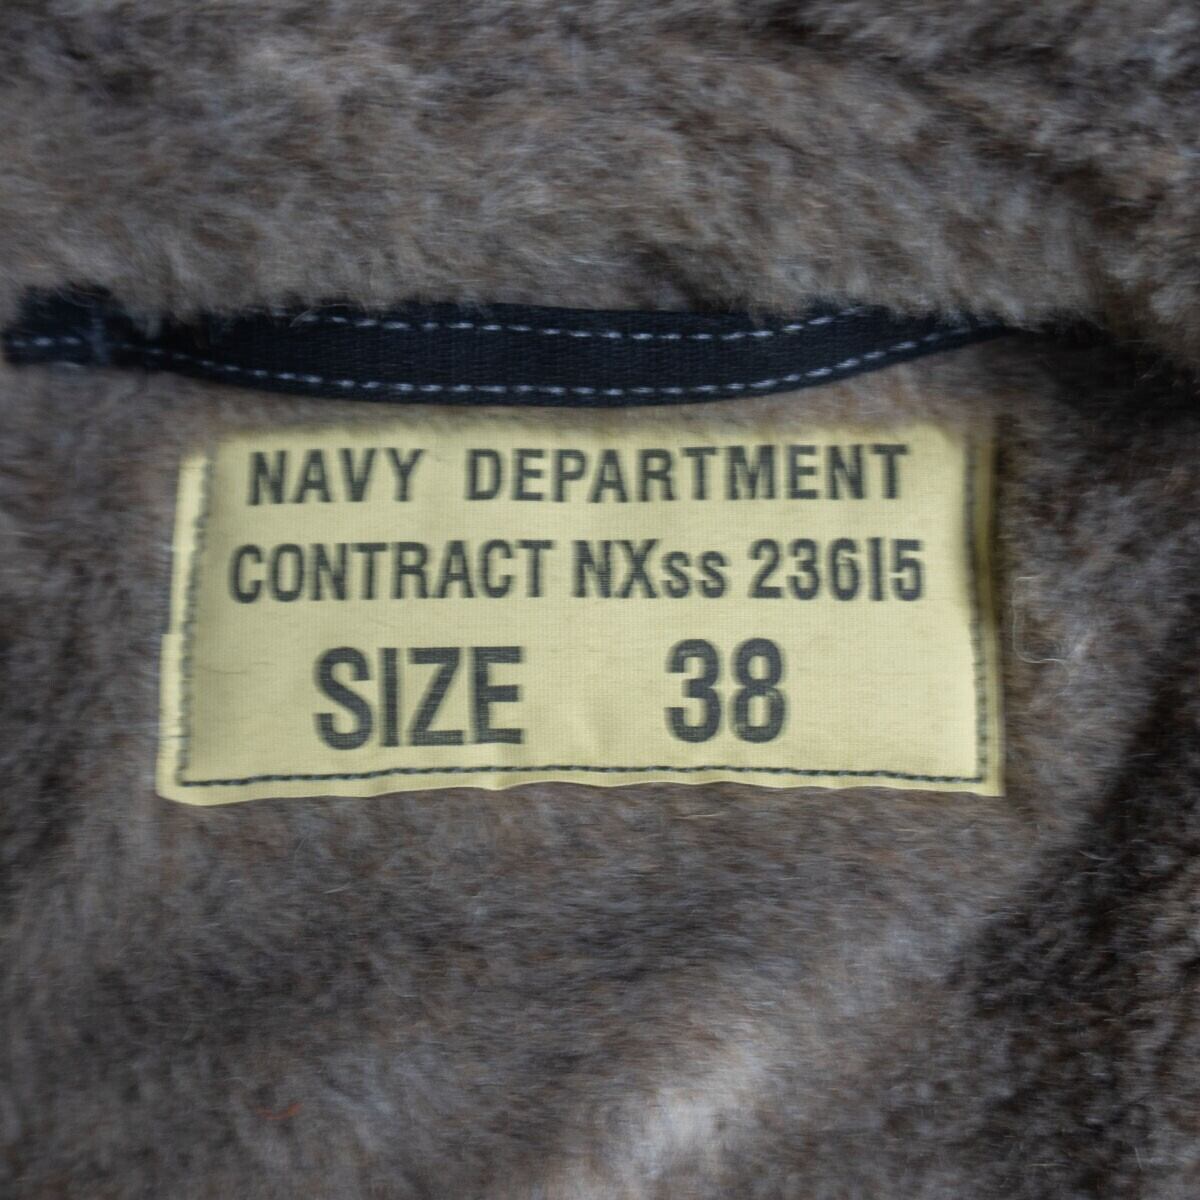 NAVY DEPARTMENT
CONTRACT NXss 23615
SIZE 38